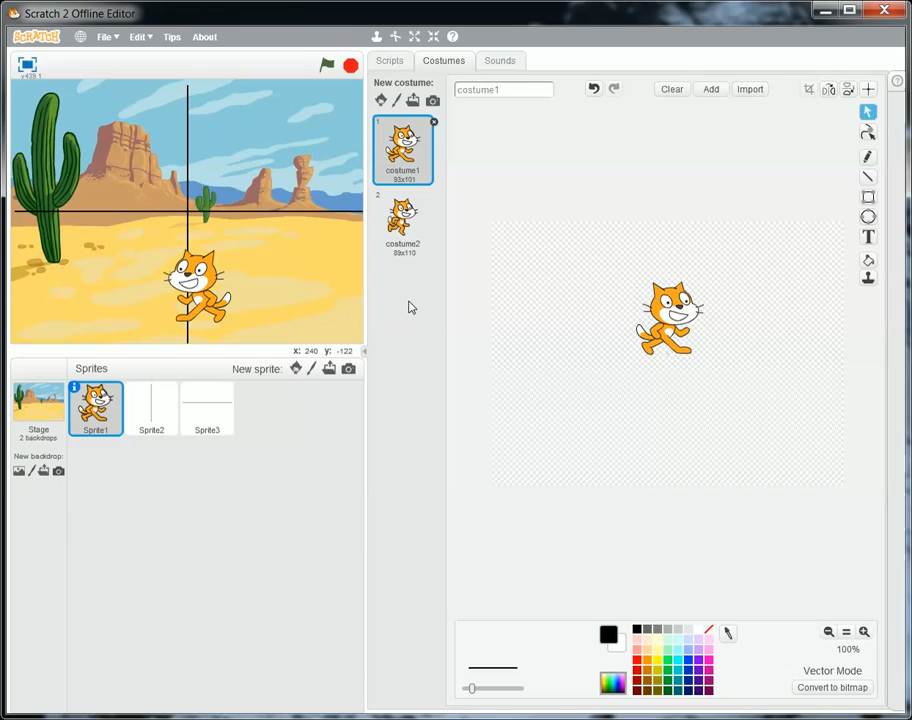 Scratch 2 Offline Editor
SCRATCH File Edit Tips About
v439.1
Scripts Costumes Sounds
New costume:
costume1
Clear Add Import
1
costume1
93x101
2
costume2
89x110
x: 240 y: -122
Sprites New sprite:
Stage
2 backdrops
Sprite1 Sprite2 Sprite3
New backdrop:
T
100%
Vector Mode
Convert to bitmap